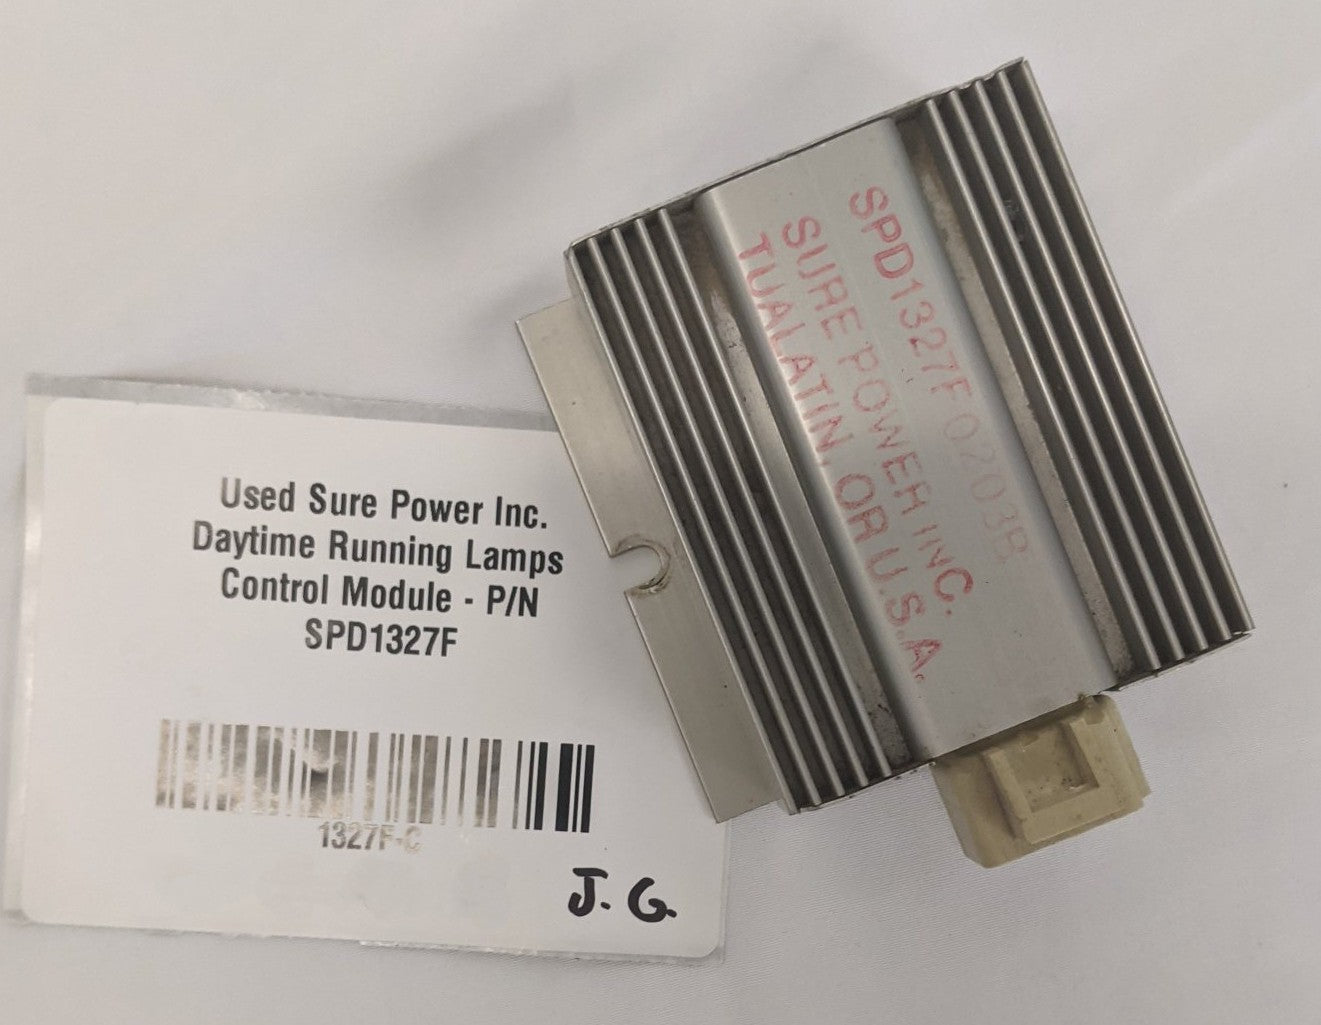 Used Sure Power Inc.
Daytime Running Lamps
Control Module - P/N
SPD1327F
1327F-C
J. G.
SPD1327F 0203B
SURE POWER INC.
TUALATIN, OR U.S.A.